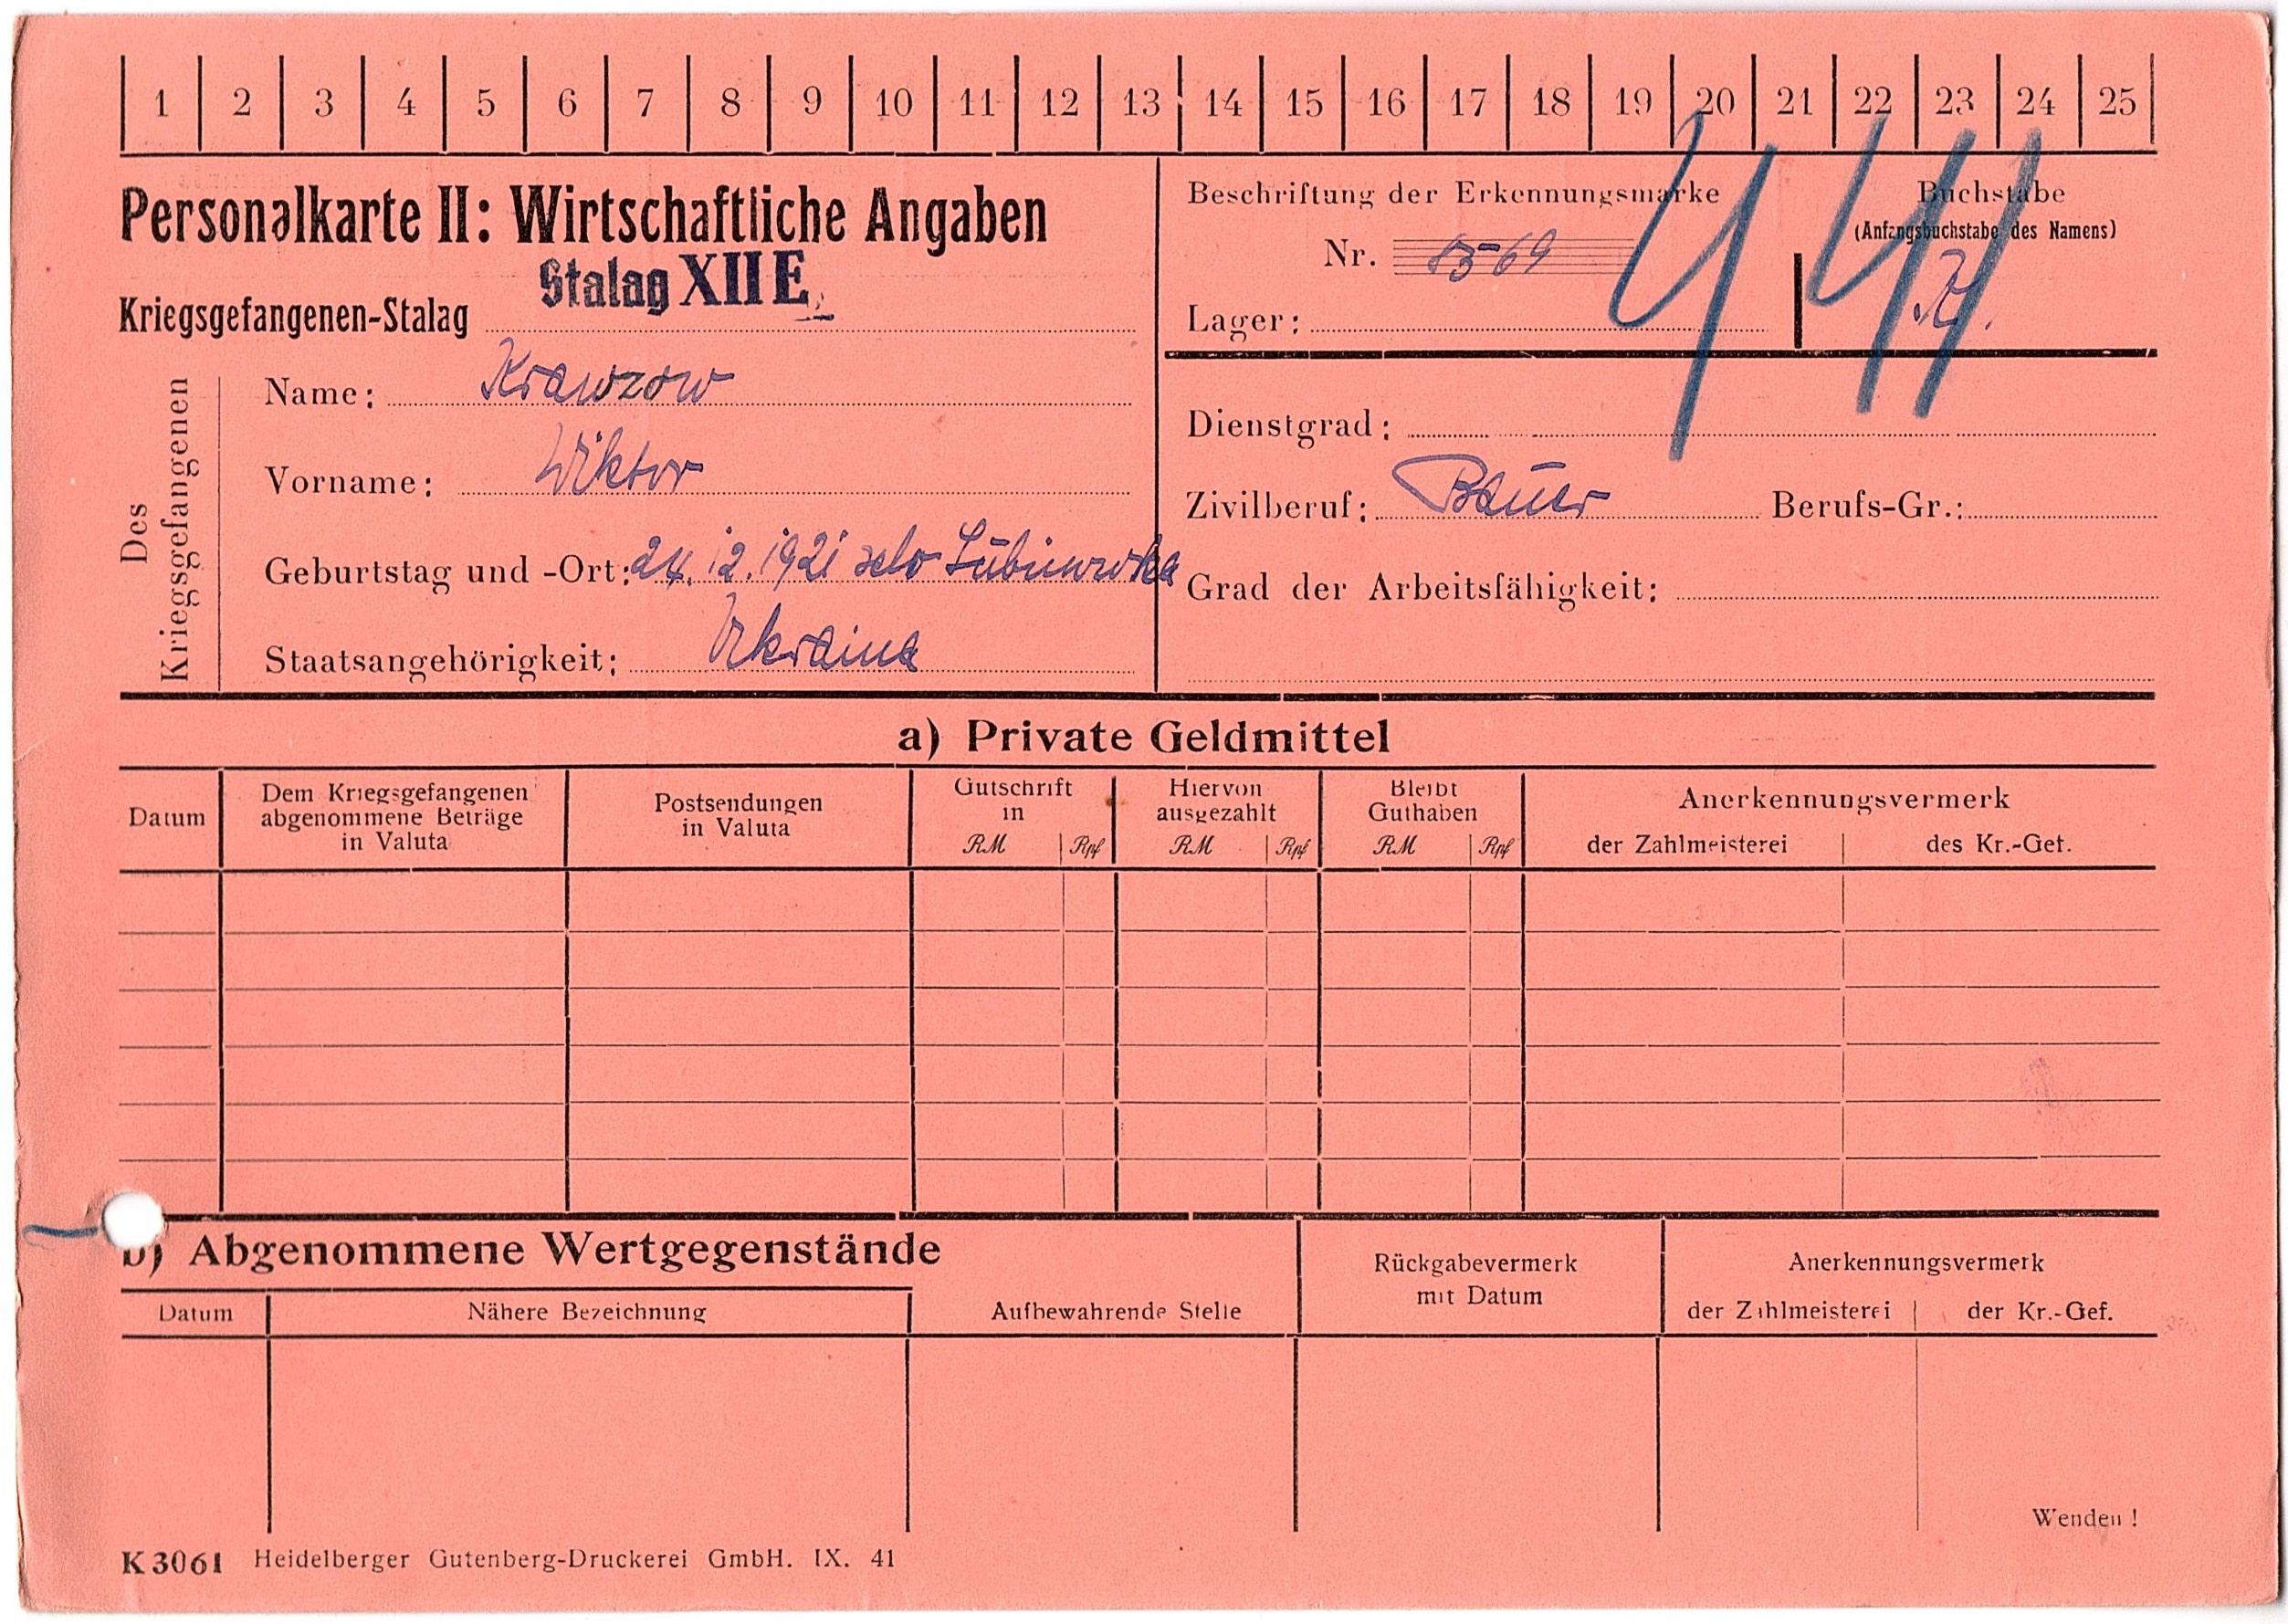 1 2 3 4 5 6 7 8 9 10 11 12 13 14 15 16 17 18 19 20 21 22 23 24 25
Personalkarte II: Wirtschaftliche Angaben
Stalag XII E
Kriegsgefangenen-Stalag
Beschriftung der Erkennungsmarke
Nr.
Lager:
Buchstabe
(Anfangsbuchstabe des Namens)
K.
Des Kriegsgefangenen
Name: Krawzow
Vorname: Wiktor
Geburtstag und -Ort: 24.12.1921 selo
Staatsangehörigkeit: Ukraina
Dienstgrad:
Zivilberuf: Bauer Berufs-Gr.:
Grad der Arbeitsfähigkeit:
a) Private Geldmittel
Datum
Dem Kriegsgefangenen
abgenommene Beträge
in Valuta
Postsendungen
in Valuta
Gutschrift
in
RM Rpf
Hiervon
ausgezahlt
RM Rpf
Bleibt
Guthaben
RM Rpf
Anerkennungsvermerk
der Zahlmeisterei des Kr.-Gef.
b) Abgenommene Wertgegenstände
Datum Nähere Bezeichnung Aufbewahrende Stelle
Rückgabevermerk
mit Datum
Anerkennungsvermerk
der Zahlmeisterei der Kr.-Gef.
Wenden!
K 3061 Heidelberger Gutenberg-Druckerei GmbH. IX. 41